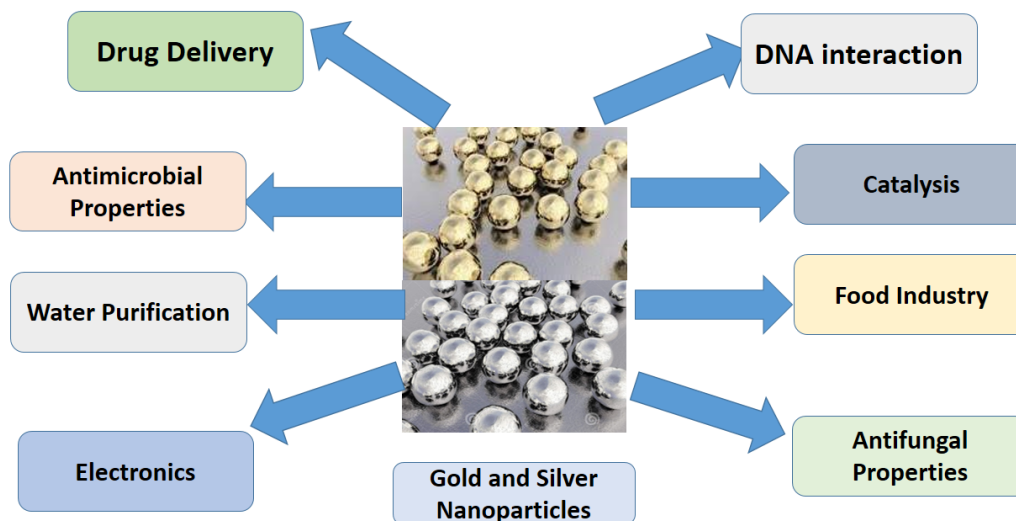 Drug Delivery
DNA interaction
Antimicrobial
Properties
Catalysis
Water Purification
Food Industry
Electronics
Antifungal
Properties
Gold and Silver
Nanoparticles